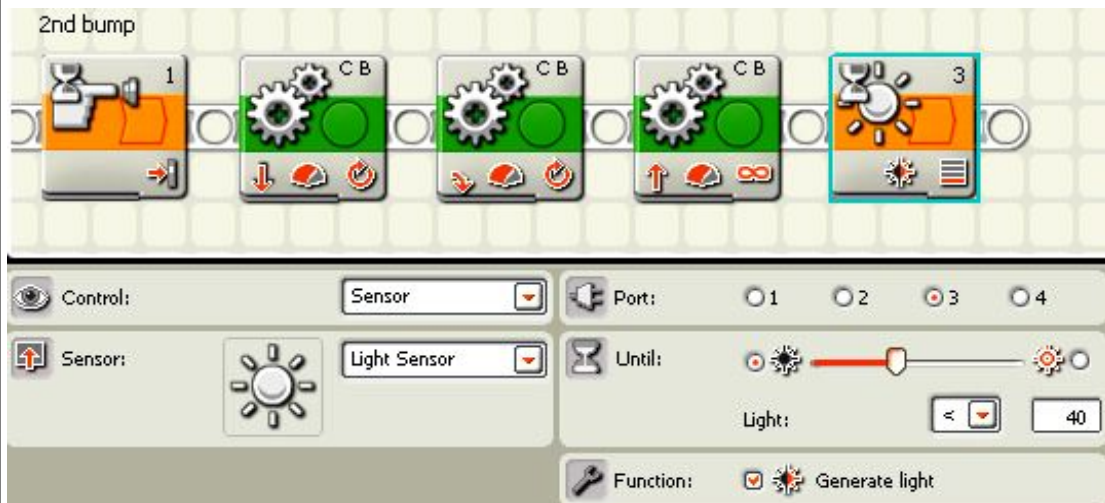 2nd bump
1
C B
C B
C B
3
Control:
Sensor
Port:
1 2 3 4
Sensor:
Light Sensor
Until:
Light:
<
40
Function:
Generate light